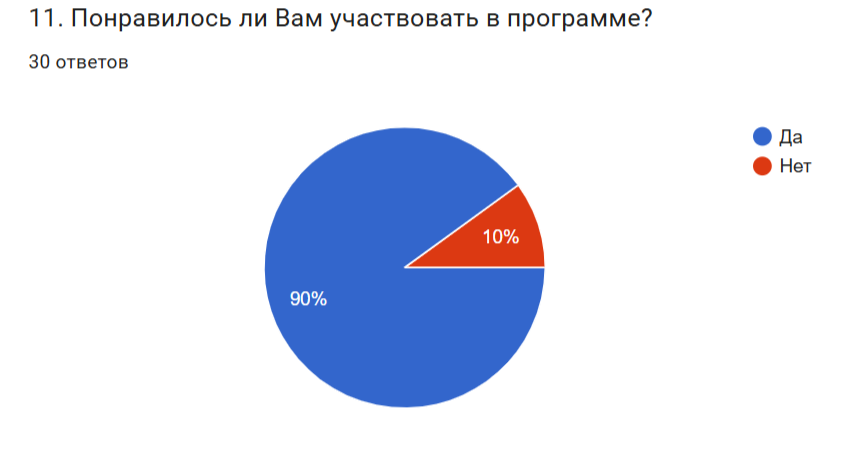 11. Понравилось ли Вам участвовать в программе?
30 ответов
Да
Нет
10%
90%